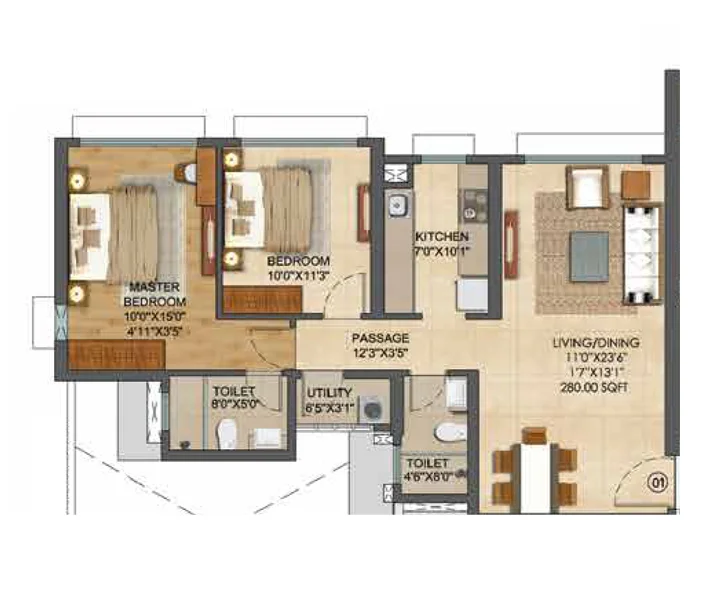 MASTER
BEDROOM
10'0"X15'0"
4'11"X3'5"
BEDROOM
10'0"X11'3"
KITCHEN
7'0"X10'1"
PASSAGE
12'3"X3'5"
LIVING/DINING
11'0"X23'6"
1'7"X13'1"
280.00 SQFT
TOILET
8'0"X5'0"
UTILITY
6'5"X3'1"
TOILET
4'6"X8'0"
01